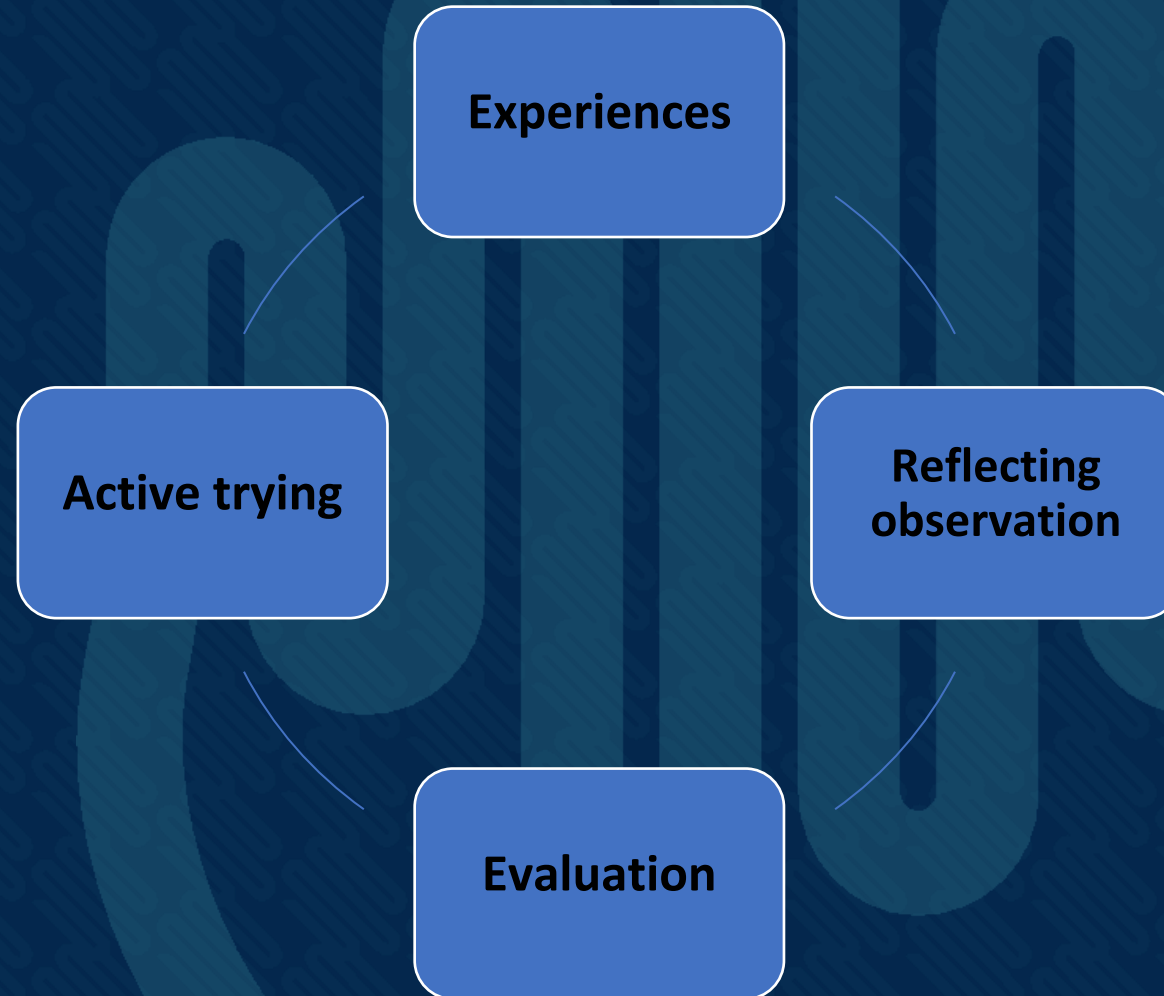 Experiences
Active trying
Reflecting
observation
Evaluation